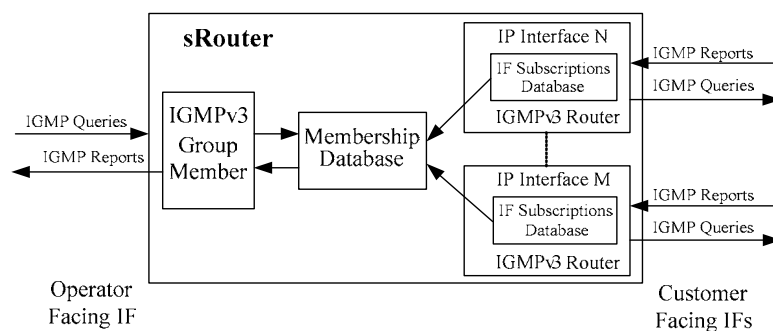 sRouter
IP Interface N
IF Subscriptions
Database
IGMPv3 Router
IGMP Reports
IGMP Queries
IGMP Queries
IGMP Reports
IGMPv3
Group
Member
Membership
Database
IP Interface M
IF Subscriptions
Database
IGMPv3 Router
IGMP Reports
IGMP Queries
Operator
Facing IF
Customer
Facing IFs